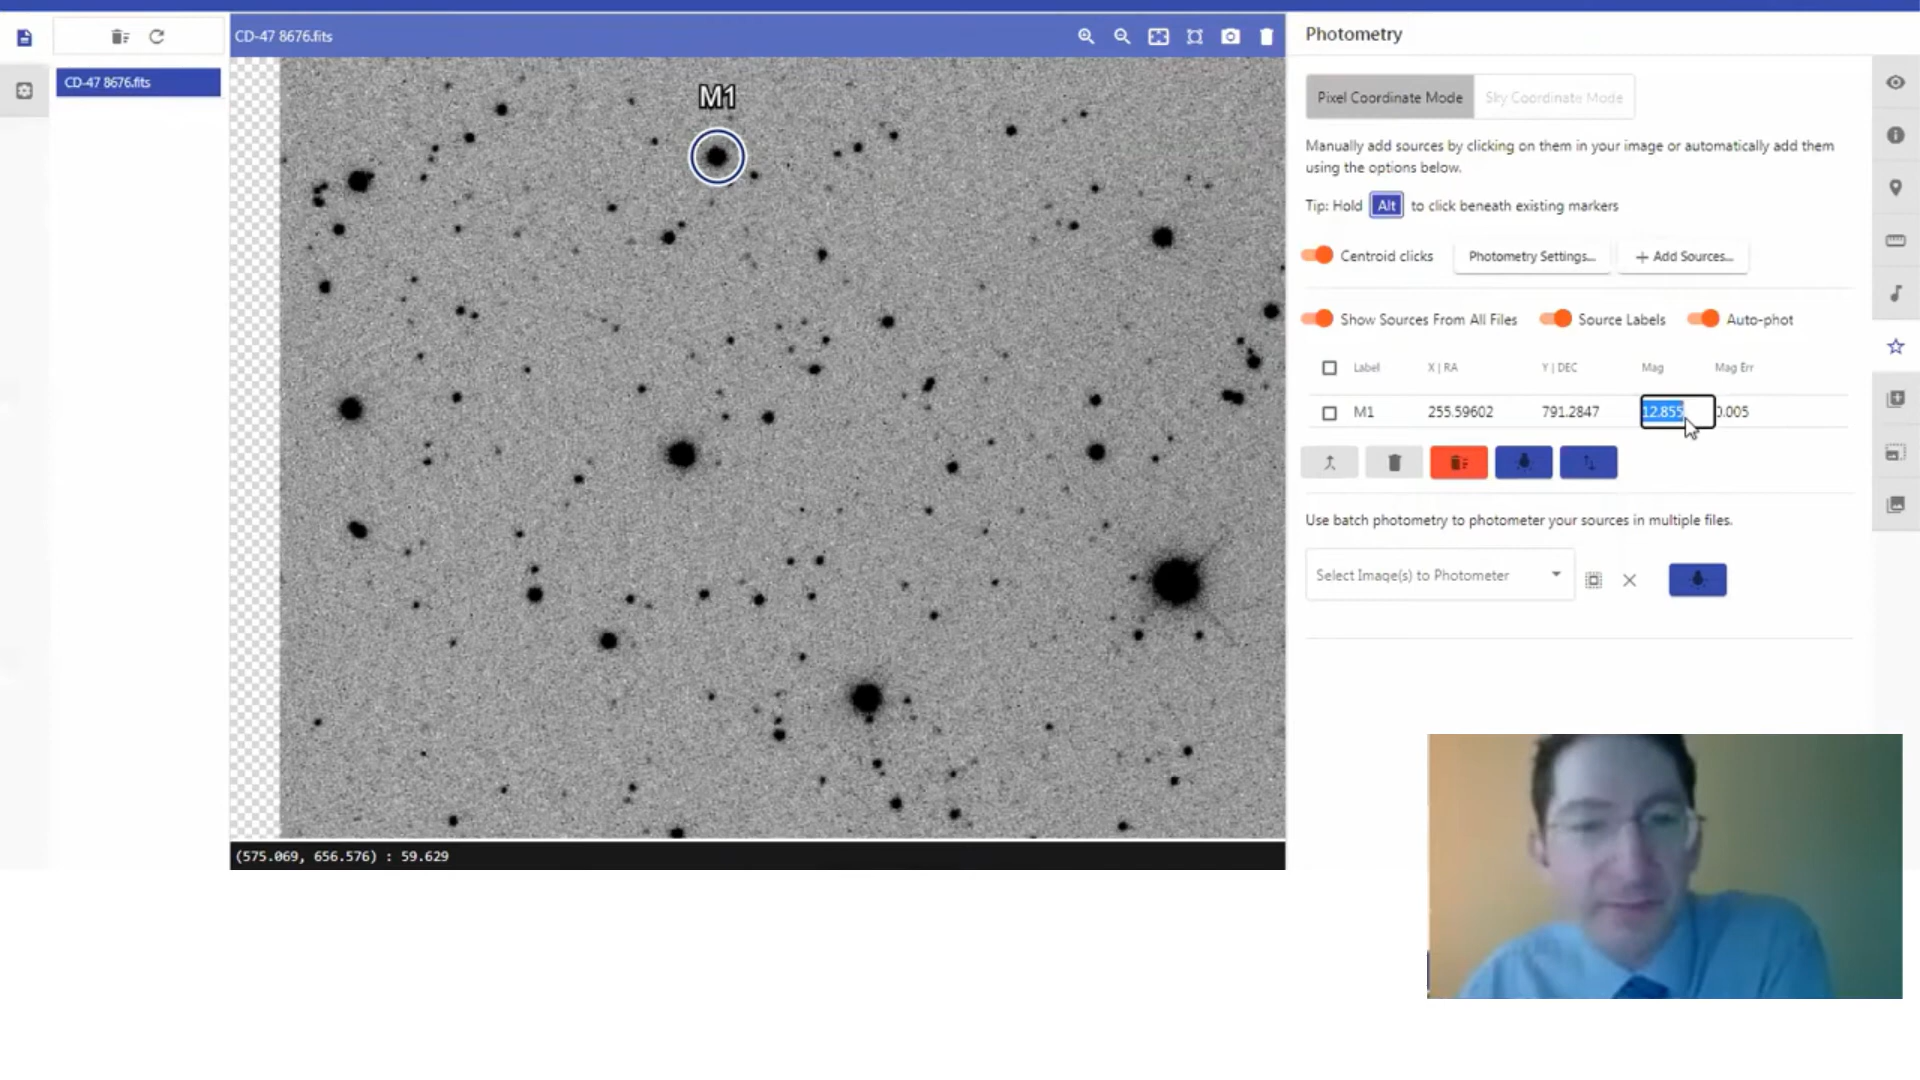 CD-47 8676.fits
CD-47 8676.fits
M1
(575.069, 656.576) : 59.629
Photometry
Pixel Coordinate Mode
Sky Coordinate Mode
Manually add sources by clicking on them in your image or automatically add them
using the options below.
Tip: Hold Alt to click beneath existing markers
Centroid clicks
Photometry Settings...
+ Add Sources...
Show Sources From All Files
Source Labels
Auto-phot
Label X | RA Y | DEC Mag Mag Err
M1 255.59602 791.2847 12.855 0.005
Use batch photometry to photometer your sources in multiple files.
Select Image(s) to Photometer